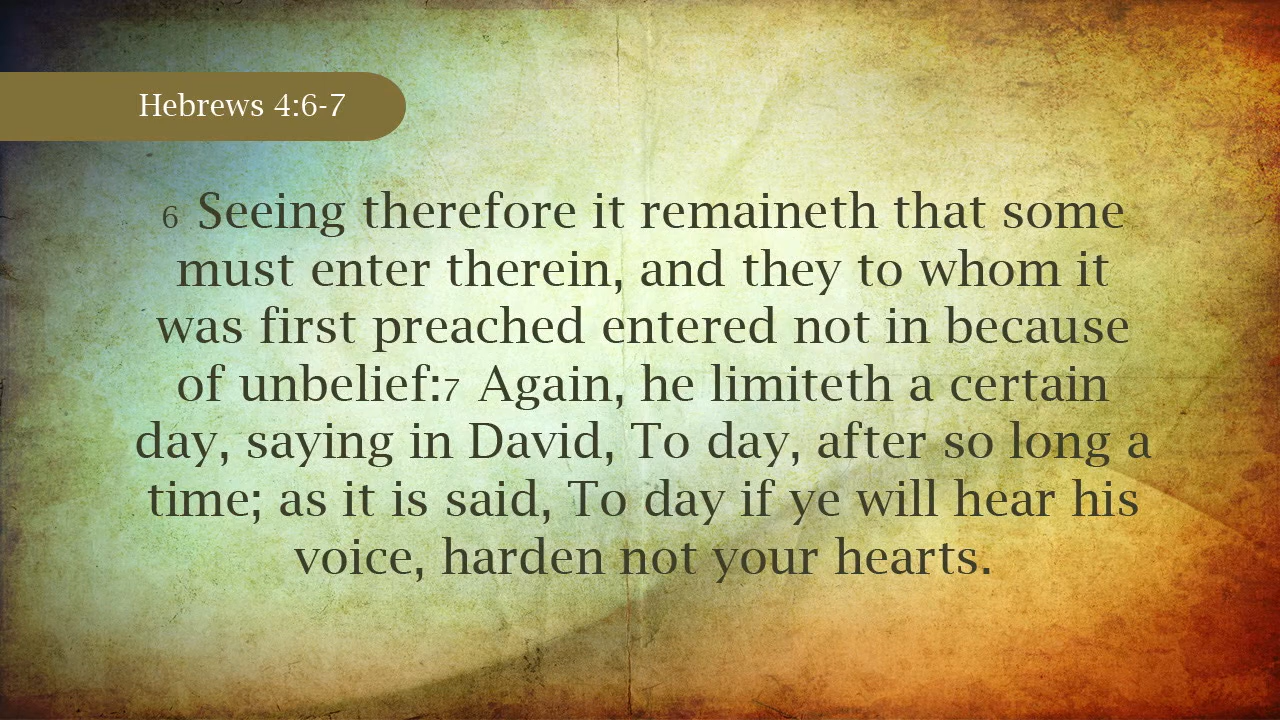 Hebrews 4:6-7
6 Seeing therefore it remaineth that some
must enter therein, and they to whom it
was first preached entered not in because
of unbelief:7 Again, he limiteth a certain
day, saying in David, To day, after so long a
time; as it is said, To day if ye will hear his
voice, harden not your hearts.